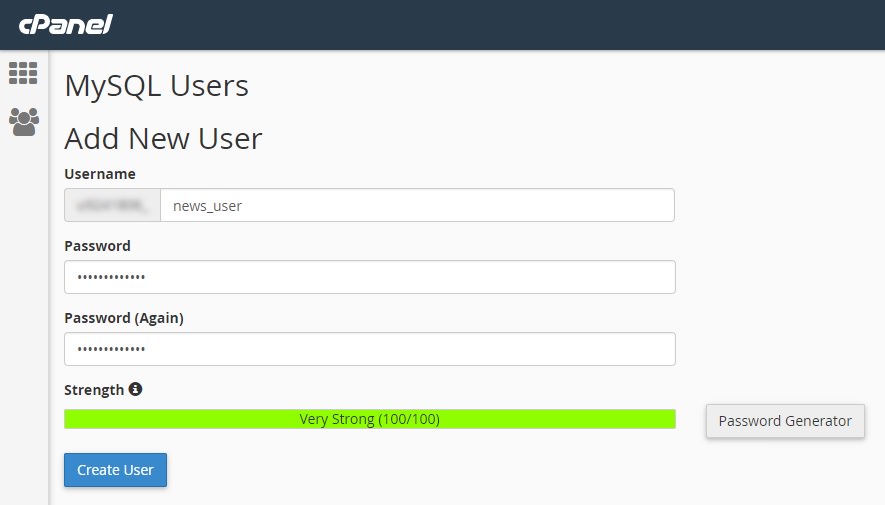 cPanel
MySQL Users
Add New User
Username
news_user
Password
•••••••••••••
Password (Again)
•••••••••••••
Strength
Very Strong (100/100)
Password Generator
Create User